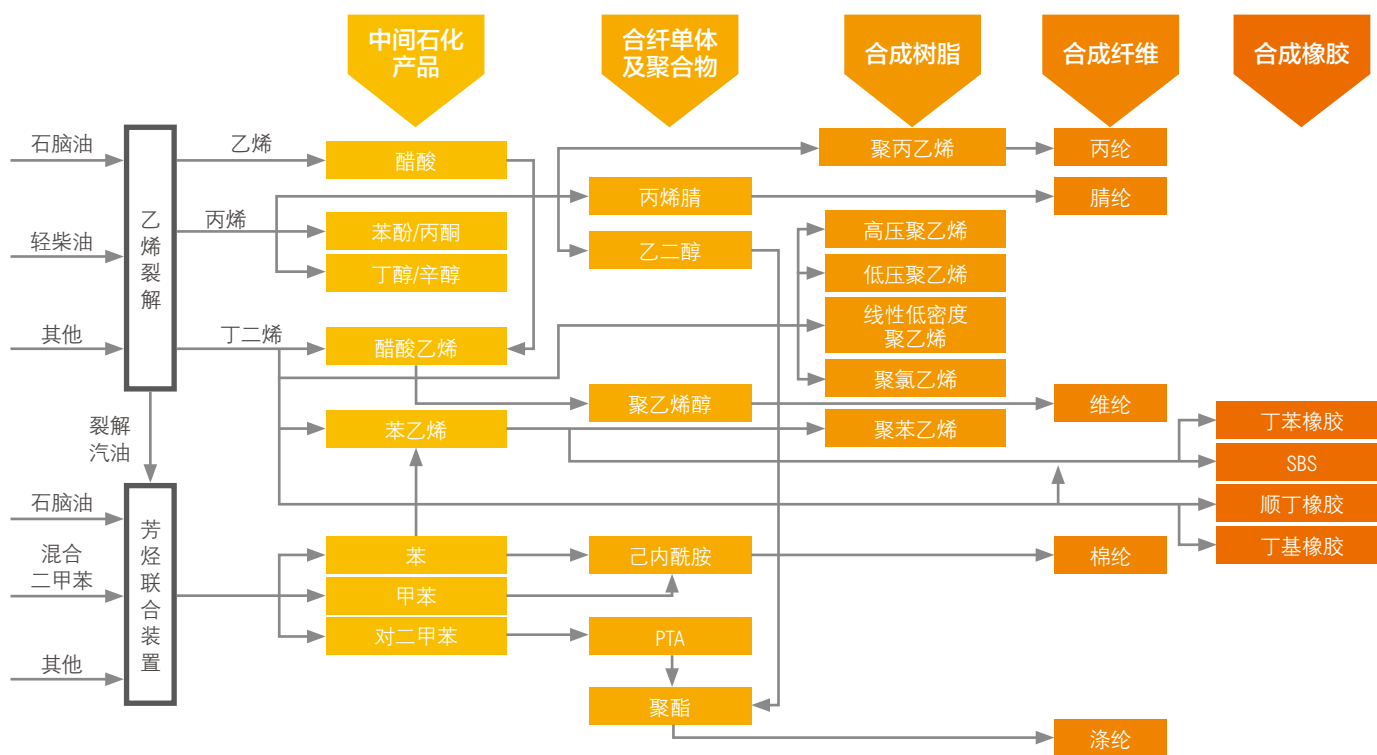 中间石化
产品
合纤单体
及聚合物
合成树脂
合成纤维
合成橡胶
石脑油
轻柴油
其他
乙烯裂解
乙烯
丙烯
丁二烯
醋酸
苯酚/丙酮
丁醇/辛醇
醋酸乙烯
苯乙烯
丙烯腈
乙二醇
聚乙烯醇
聚丙乙烯
高压聚乙烯
低压聚乙烯
线性低密度
聚乙烯
聚氯乙烯
聚苯乙烯
丙纶
腈纶
维纶
丁苯橡胶
SBS
顺丁橡胶
丁基橡胶
裂解
汽油
石脑油
混合
二甲苯
其他
芳烃联合装置
苯
甲苯
对二甲苯
己内酰胺
PTA
聚酯
棉纶
涤纶